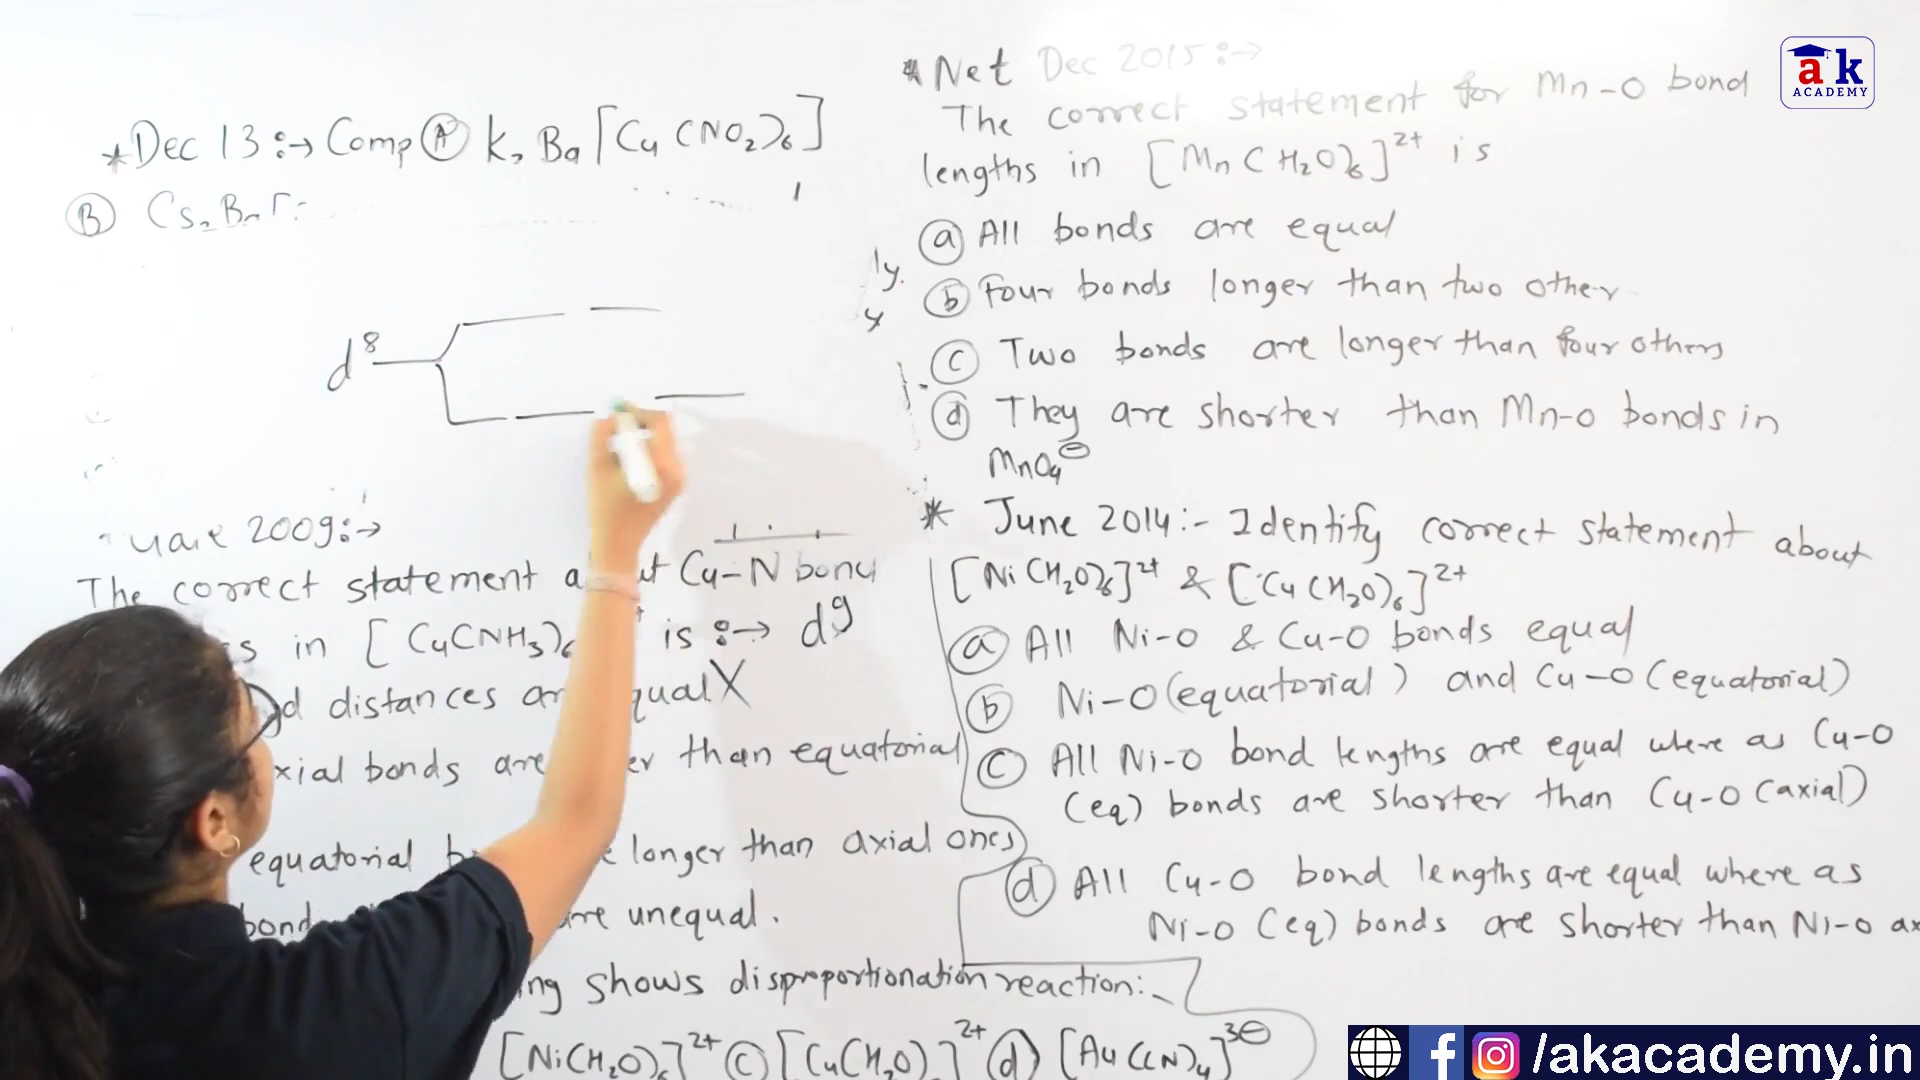 *Dec 13:→ Comp Ⓐ K2 Ba [Cu (NO2)6]
Ⓑ Cs2 Ba
d8
2009:→
The correct statement Cu-N bond
in [Cu(NH3)6 is:→ d9
distances qual X
xial bonds are than equatorial
equatorial longer than axial ones
bond are unequal.
ing shows disproportionation reaction:-
[Ni(H2O)6]2+ ⓒ [Cu(H2O) ]2+ ⓓ [Au(CN)4]3⊖
* Net Dec 2015:→
The correct statement for Mn-O bond
lengths in [Mn(H2O)6]2+ is
ⓐ All bonds are equal
ⓑ Four bonds longer than two other
ⓒ Two bonds are longer than four others
ⓓ They are shorter than Mn-O bonds in
MnO4⊖
* June 2014:- Identify correct statement about
[Ni(H2O)6]2+ & [Cu(H2O)6]2+
ⓐ All Ni-O & Cu-O bonds equal
ⓑ Ni-O(equatorial) and Cu-O(equatorial)
ⓒ All Ni-O bond lengths are equal where as Cu-O
(eq) bonds are shorter than Cu-O(axial)
ⓓ All Cu-O bond lengths are equal where as
Ni-O (eq) bonds are shorter than Ni-O ax
ak
ACADEMY
/akacademy.in